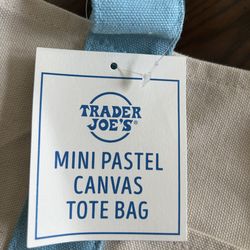 TRADER
JOE'S®
MINI PASTEL
CANVAS
TOTE BAG